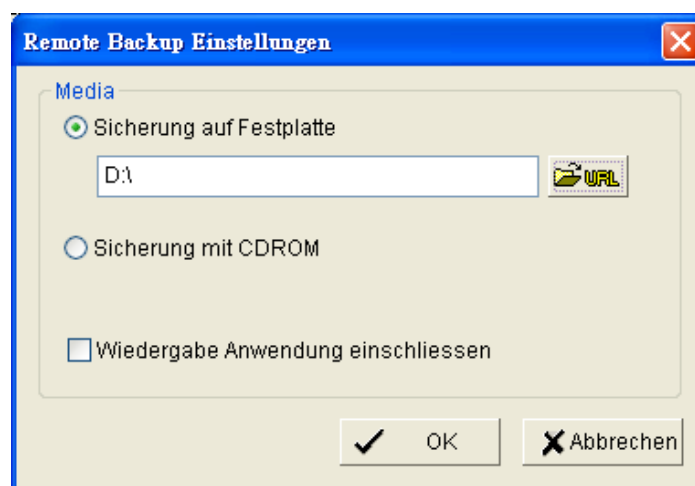 Remote Backup Einstellungen
Media
Sicherung auf Festplatte
D:\
URL
Sicherung mit CDROM
Wiedergabe Anwendung einschliessen
OK
Abbrechen